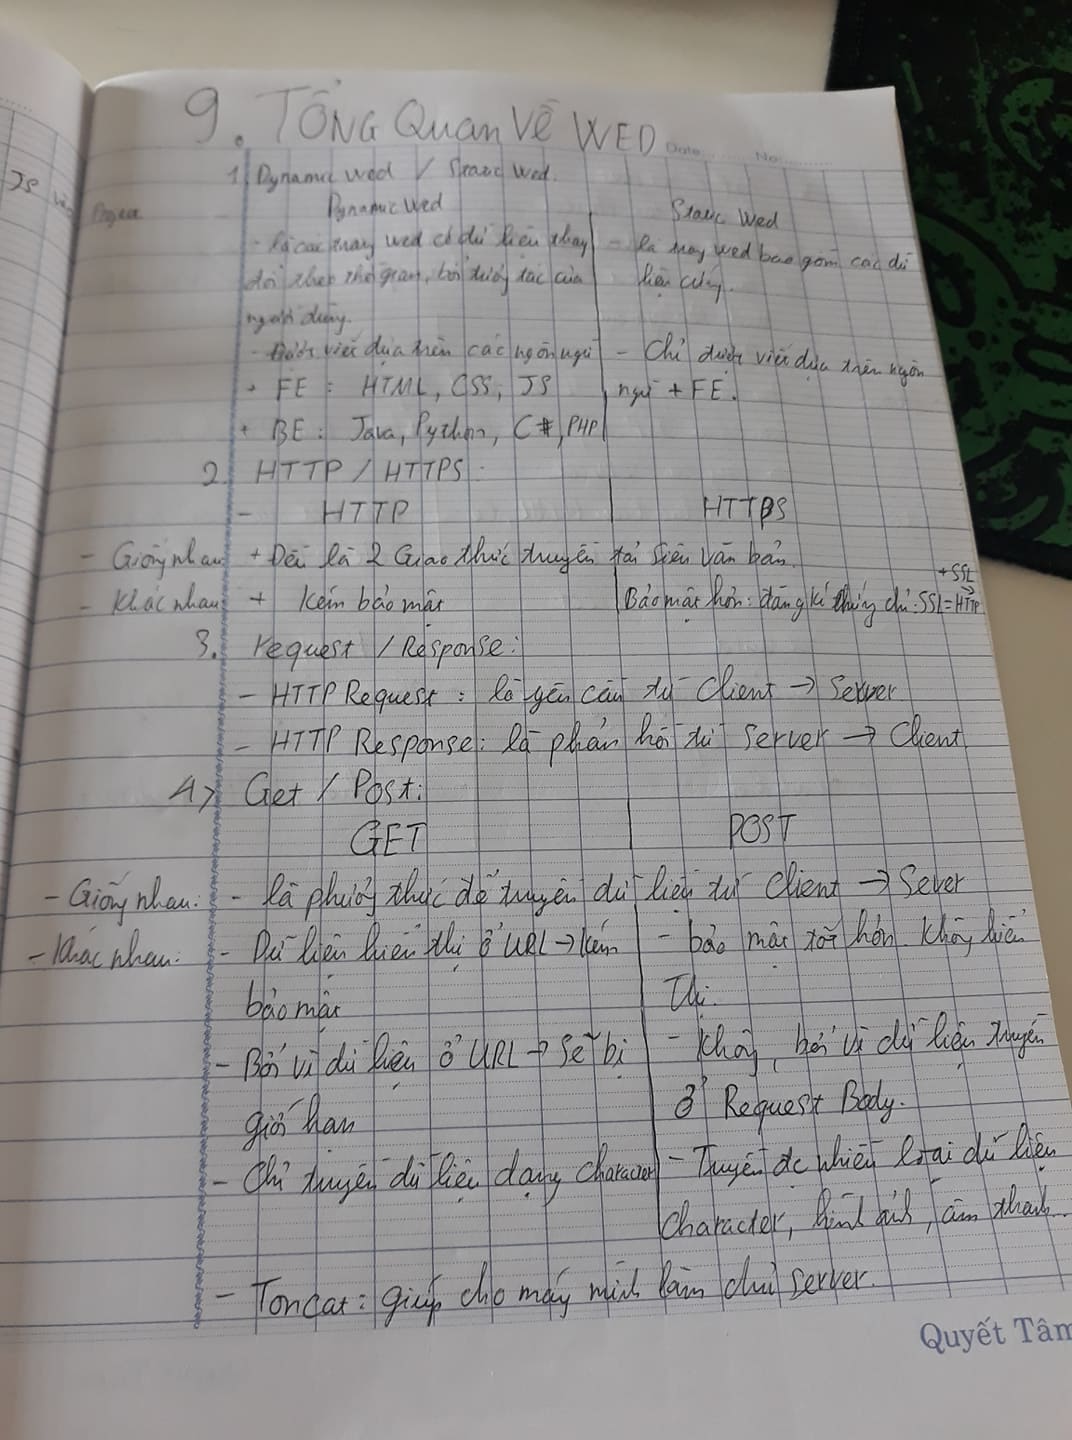 9. TỔNG QUAN VỀ WED
Date No
JS
Project
1. Dynamic wed / Static Wed.
Dynamic Wed Static Wed
- là các trang wed có dữ liệu thay - là trang wed bao gồm các dữ
đổi theo thời gian, bởi tương tác của liệu cứng.
người dùng.
- Được viết dựa trên các ngôn ngữ - Chỉ được viết dựa trên ngôn
+ FE: HTML, CSS, JS ngữ + FE.
+ BE: Java, Python, C#, PHP
2. HTTP / HTTPS:
- HTTP HTTPS
- Giống nhau + Đều là 2 Giao thức truyền tải siêu văn bản.
+ SSL
- Khác nhau + Kém bảo mật Bảo mật hơn: đăng kí chứng chỉ: SSL = HTTP
3. request / Response:
- HTTP Request: là yêu cầu từ Client → Server
- HTTP Response: là phản hồi từ Server → Client
4> Get / Post:
GET POST
- Giống nhau: - là phương thức để truyền dữ liệu từ Client → Sever
- Khác nhau: - Dữ liệu hiển thị ở URL → kém - bảo mật tốt hơn. Không hiển
bảo mật Thị.
- Bởi vì dữ liệu ở URL → Sẽ bị - Không, bởi vì dữ liệu truyền
giới hạn ở Request Body.
- Chỉ truyền dữ liệu dạng Character - Truyền đc nhiều loại dữ liệu
Character, hình ảnh, âm thanh...
- Tomcat: giúp cho máy mình làm chủ server.
Quyết Tâm